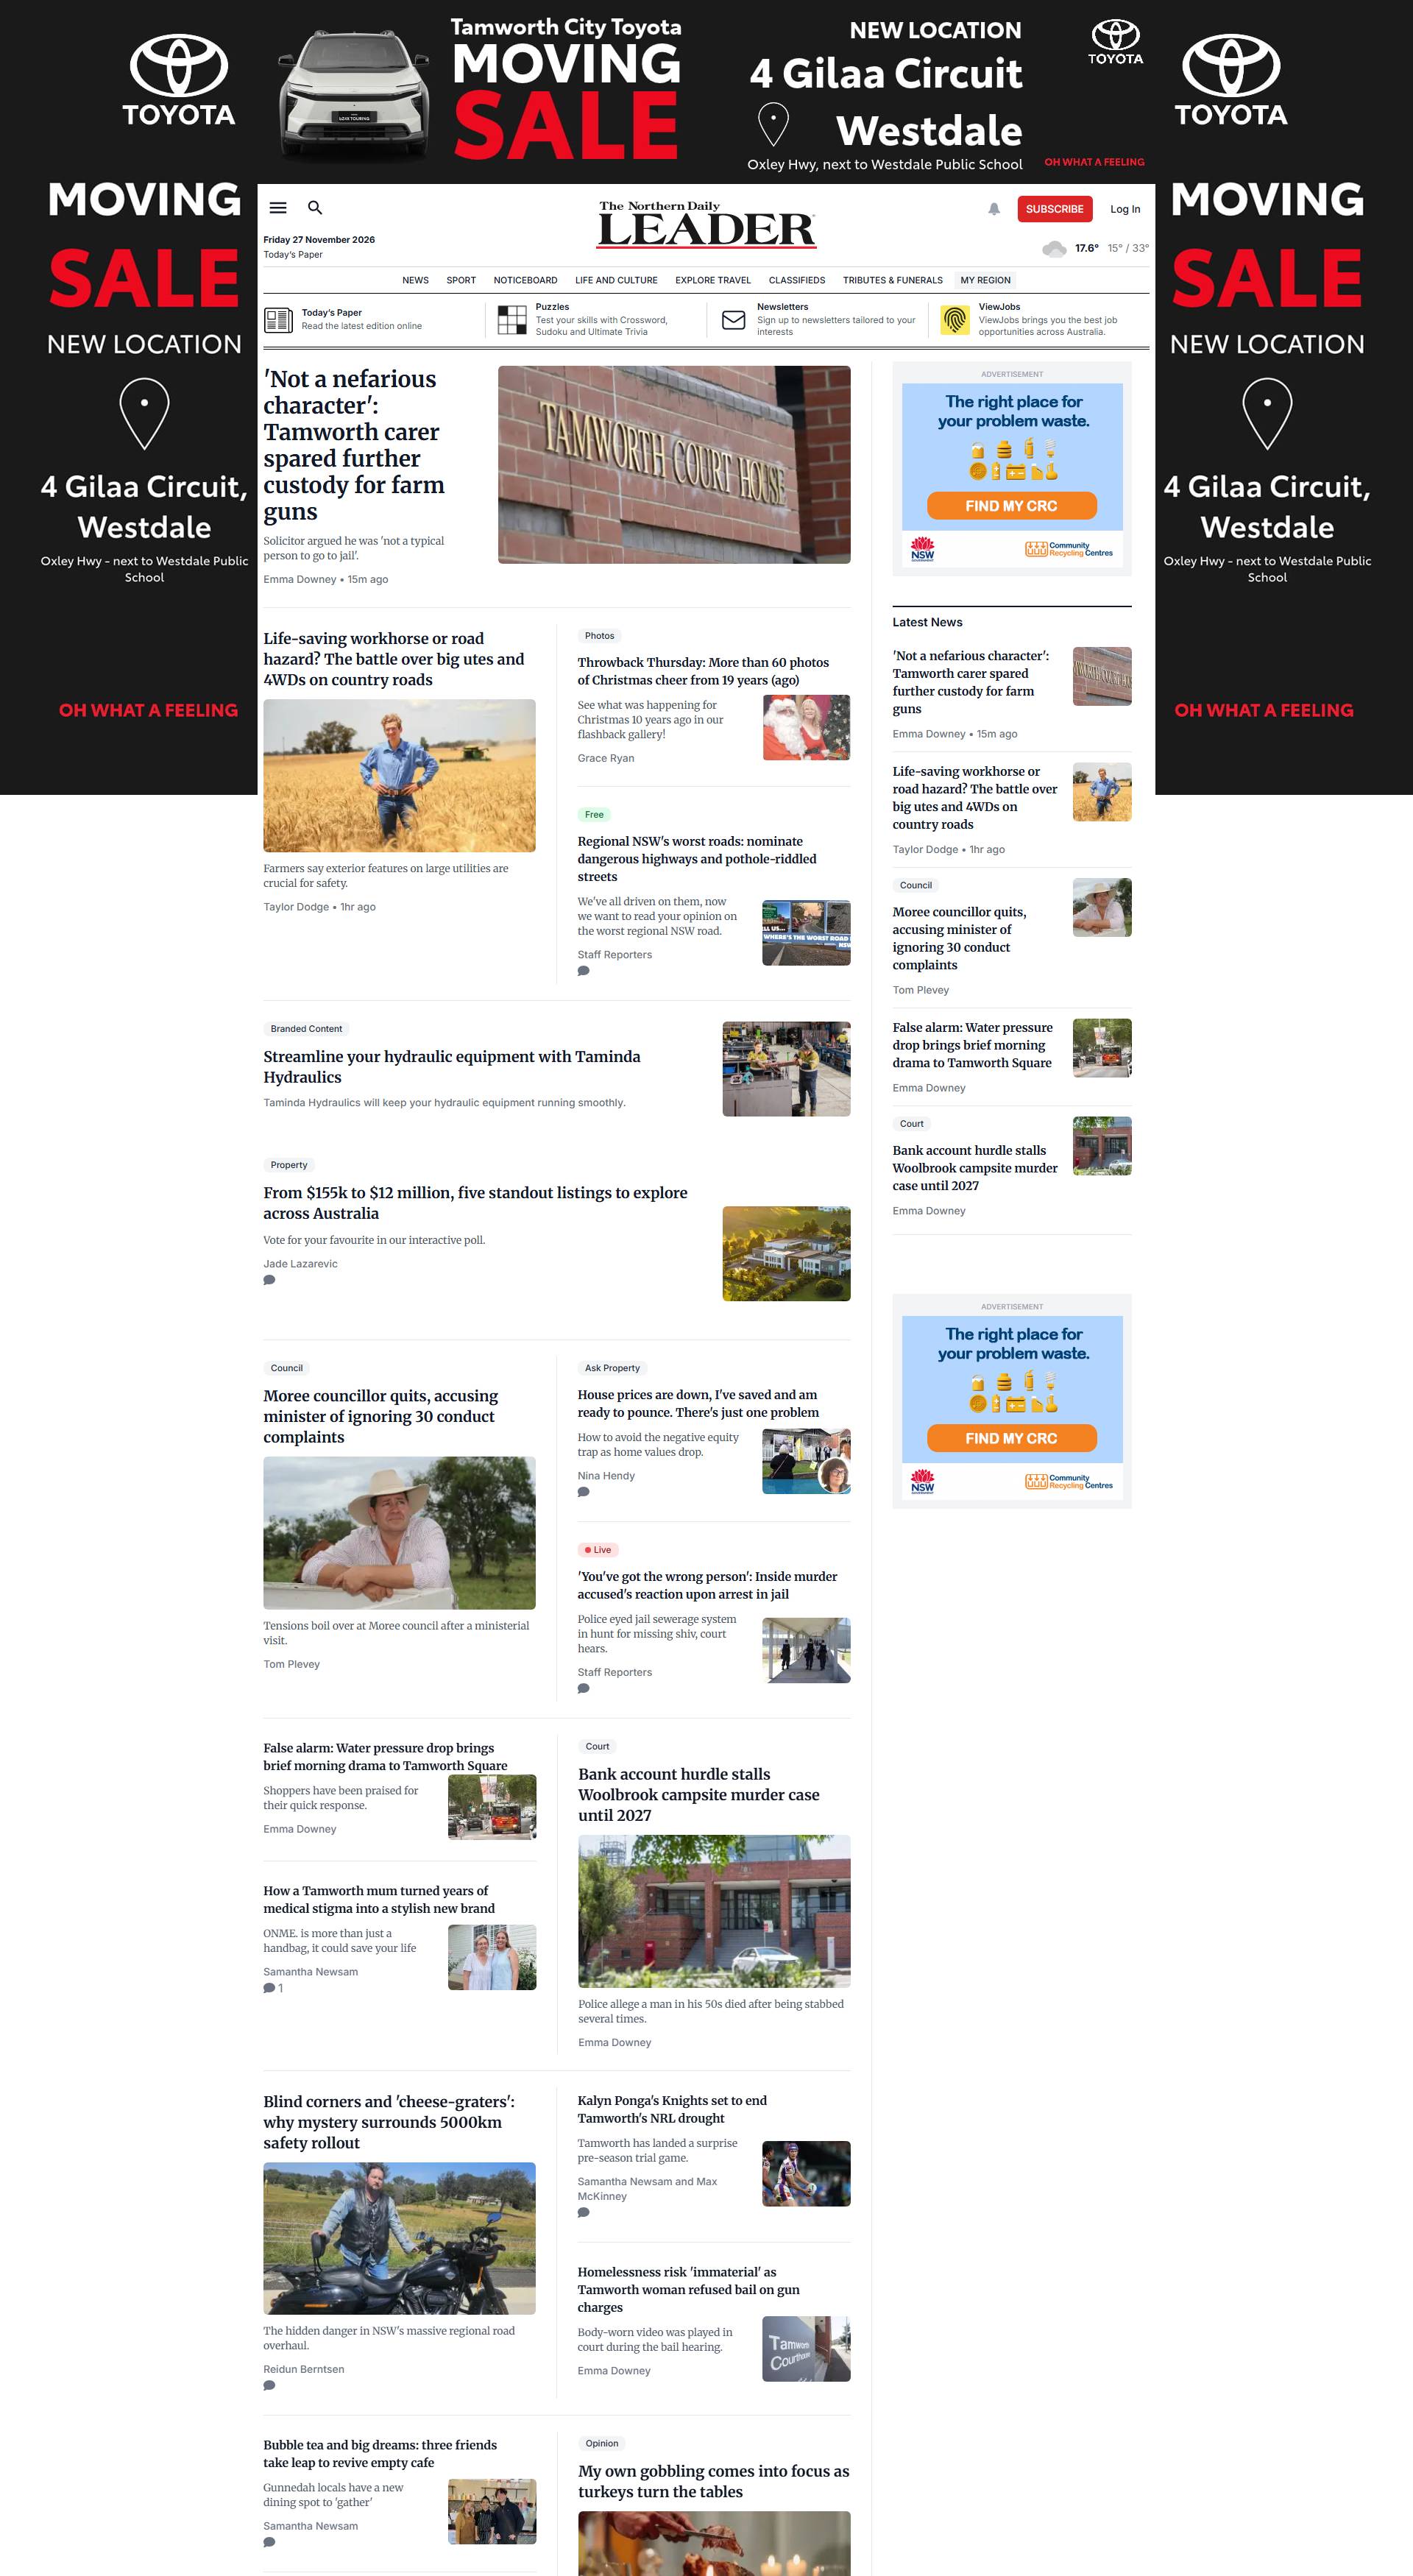 TOYOTA
Tamworth City Toyota
MOVING
SALE
NEW LOCATION
4 Gilaa Circuit
Westdale
Oxley Hwy, next to Westdale Public School
TOYOTA
OH WHAT A FEELING
TOYOTA
MOVING
SALE
NEW LOCATION
4 Gilaa Circuit,
Westdale
Oxley Hwy - next to Westdale Public
School
OH WHAT A FEELING
MOVING
SALE
NEW LOCATION
4 Gilaa Circuit,
Westdale
Oxley Hwy - next to Westdale Public
School
OH WHAT A FEELING
The Northern Daily
LEADER
SUBSCRIBE
Log In
Friday 27 November 2026
Today's Paper
17.6° 15° / 33°
NEWS SPORT NOTICEBOARD LIFE AND CULTURE EXPLORE TRAVEL CLASSIFIEDS TRIBUTES & FUNERALS MY REGION
Today's Paper
Read the latest edition online
Puzzles
Test your skills with Crossword,
Sudoku and Ultimate Trivia
Newsletters
Sign up to newsletters tailored to your
interests
ViewJobs
ViewJobs brings you the best job
opportunities across Australia.
'Not a nefarious
character':
Tamworth carer
spared further
custody for farm
guns
Solicitor argued he was 'not a typical
person to go to jail'.
Emma Downey • 15m ago
TAMWORTH COURT HOUSE
Life-saving workhorse or road
hazard? The battle over big utes and
4WDs on country roads
Farmers say exterior features on large utilities are
crucial for safety.
Taylor Dodge • 1hr ago
Photos
Throwback Thursday: More than 60 photos
of Christmas cheer from 19 years (ago)
See what was happening for
Christmas 10 years ago in our
flashback gallery!
Grace Ryan
Free
Regional NSW's worst roads: nominate
dangerous highways and pothole-riddled
streets
We've all driven on them, now
we want to read your opinion on
the worst regional NSW road.
Staff Reporters
WHERE'S THE WORST ROAD
Branded Content
Streamline your hydraulic equipment with Taminda
Hydraulics
Taminda Hydraulics will keep your hydraulic equipment running smoothly.
Property
From $155k to $12 million, five standout listings to explore
across Australia
Vote for your favourite in our interactive poll.
Jade Lazarevic
Council
Moree councillor quits, accusing
minister of ignoring 30 conduct
complaints
Tensions boil over at Moree council after a ministerial
visit.
Tom Plevey
Ask Property
House prices are down, I've saved and am
ready to pounce. There's just one problem
How to avoid the negative equity
trap as home values drop.
Nina Hendy
Live
'You've got the wrong person': Inside murder
accused's reaction upon arrest in jail
Police eyed jail sewerage system
in hunt for missing shiv, court
hears.
Staff Reporters
False alarm: Water pressure drop brings
brief morning drama to Tamworth Square
Shoppers have been praised for
their quick response.
Emma Downey
How a Tamworth mum turned years of
medical stigma into a stylish new brand
ONME. is more than just a
handbag, it could save your life
Samantha Newsam
1
Court
Bank account hurdle stalls
Woolbrook campsite murder case
until 2027
Police allege a man in his 50s died after being stabbed
several times.
Emma Downey
Blind corners and 'cheese-graters':
why mystery surrounds 5000km
safety rollout
The hidden danger in NSW's massive regional road
overhaul.
Reidun Berntsen
Kalyn Ponga's Knights set to end
Tamworth's NRL drought
Tamworth has landed a surprise
pre-season trial game.
Samantha Newsam and Max
McKinney
Homelessness risk 'immaterial' as
Tamworth woman refused bail on gun
charges
Body-worn video was played in
court during the bail hearing.
Emma Downey
Tamworth
Courthouse
Bubble tea and big dreams: three friends
take leap to revive empty cafe
Gunnedah locals have a new
dining spot to 'gather'
Samantha Newsam
Opinion
My own gobbling comes into focus as
turkeys turn the tables
ADVERTISEMENT
The right place for
your problem waste.
FIND MY CRC
NSW
Community
Recycling Centres
Latest News
'Not a nefarious character':
Tamworth carer spared
further custody for farm
guns
Emma Downey • 15m ago
Life-saving workhorse or
road hazard? The battle over
big utes and 4WDs on
country roads
Taylor Dodge • 1hr ago
Council
Moree councillor quits,
accusing minister of
ignoring 30 conduct
complaints
Tom Plevey
False alarm: Water pressure
drop brings brief morning
drama to Tamworth Square
Emma Downey
Court
Bank account hurdle stalls
Woolbrook campsite murder
case until 2027
Emma Downey
ADVERTISEMENT
The right place for
your problem waste.
FIND MY CRC
NSW
Community
Recycling Centres